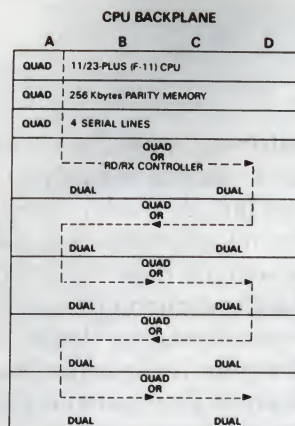 CPU BACKPLANE
A B C D
QUAD 11/23-PLUS (F-11) CPU
QUAD 256 Kbytes PARITY MEMORY
QUAD 4 SERIAL LINES
QUAD
OR
RD/RX CONTROLLER
DUAL DUAL
QUAD
OR
DUAL DUAL
QUAD
OR
DUAL DUAL
QUAD
OR
DUAL DUAL
QUAD
OR
DUAL DUAL